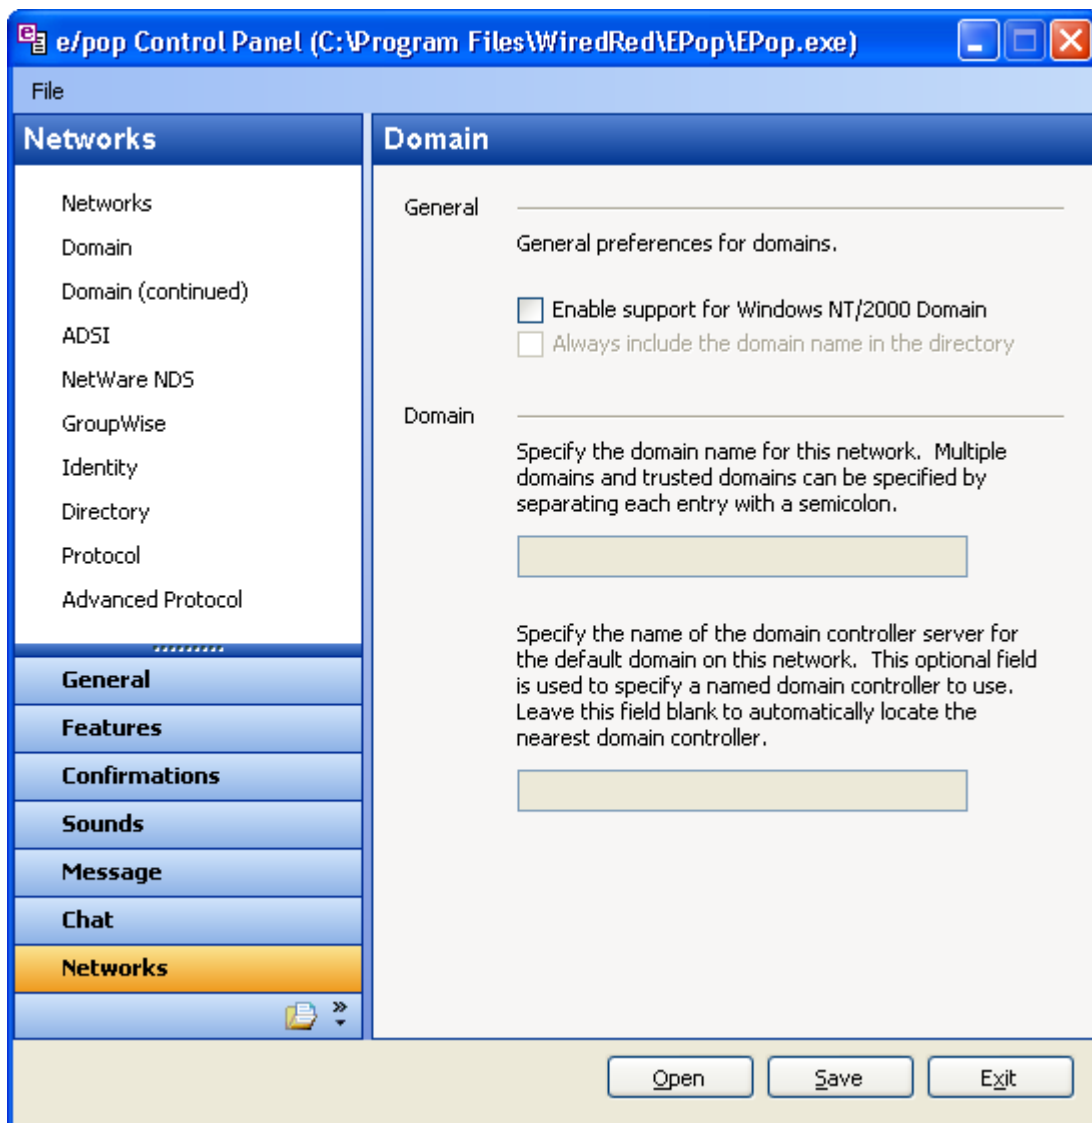 e/pop Control Panel (C:\Program Files\WiredRed\EPop\EPop.exe)
File
Networks
Networks
Domain
Domain (continued)
ADSI
NetWare NDS
GroupWise
Identity
Directory
Protocol
Advanced Protocol
General
Features
Confirmations
Sounds
Message
Chat
Networks
Domain
General
General preferences for domains.
Enable support for Windows NT/2000 Domain
Always include the domain name in the directory
Domain
Specify the domain name for this network.  Multiple
domains and trusted domains can be specified by
separating each entry with a semicolon.
Specify the name of the domain controller server for
the default domain on this network.  This optional field
is used to specify a named domain controller to use.
Leave this field blank to automatically locate the
nearest domain controller.
Open
Save
Exit